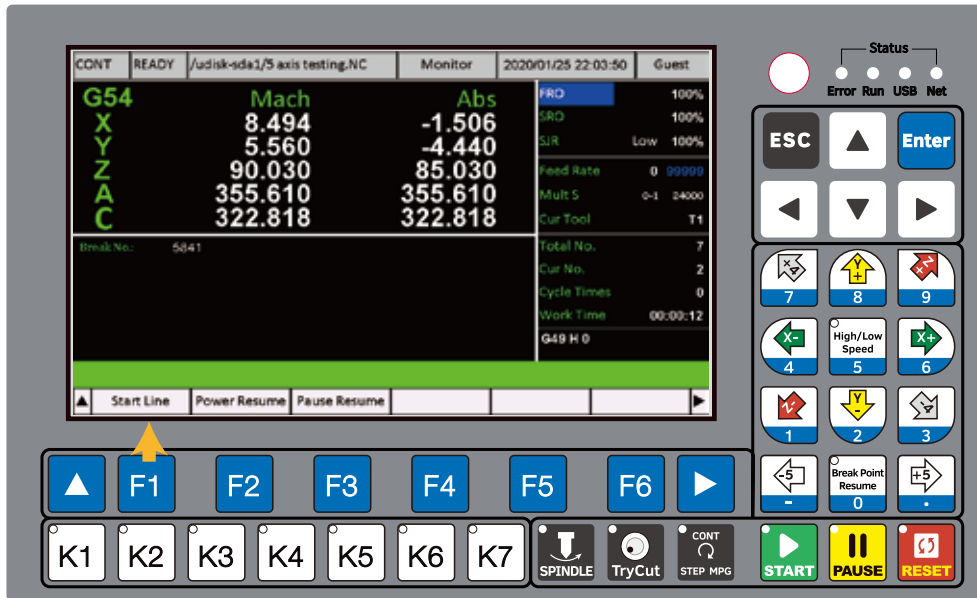 CONT READY /udisk-sda1/5 axis testing.NC Monitor 2020/01/25 22:03:50 Guest
G54 Mach Abs
X 8.494 -1.506
Y 5.560 -4.440
Z 90.030 85.030
A 355.610 355.610
C 322.818 322.818
Break No.: 5841
FRO 100%
SRO 100%
SJR Low 100%
Feed Rate 0 99999
Mult S 0-1 24000
Cur Tool T1
Total No. 7
Cur No. 2
Cycle Times 0
Work Time 00:00:12
G49 H 0
Start Line Power Resume Pause Resume
Status
Error Run USB Net
ESC Enter
7 Y+ 8 Z+ 9
X- 4 High/Low Speed 5 X+ 6
Z- 1 Y- 2 3
-5 - Break Point Resume 0 +5 .
F1 F2 F3 F4 F5 F6
K1 K2 K3 K4 K5 K6 K7 SPINDLE TryCut CONT STEP MPG START PAUSE RESET